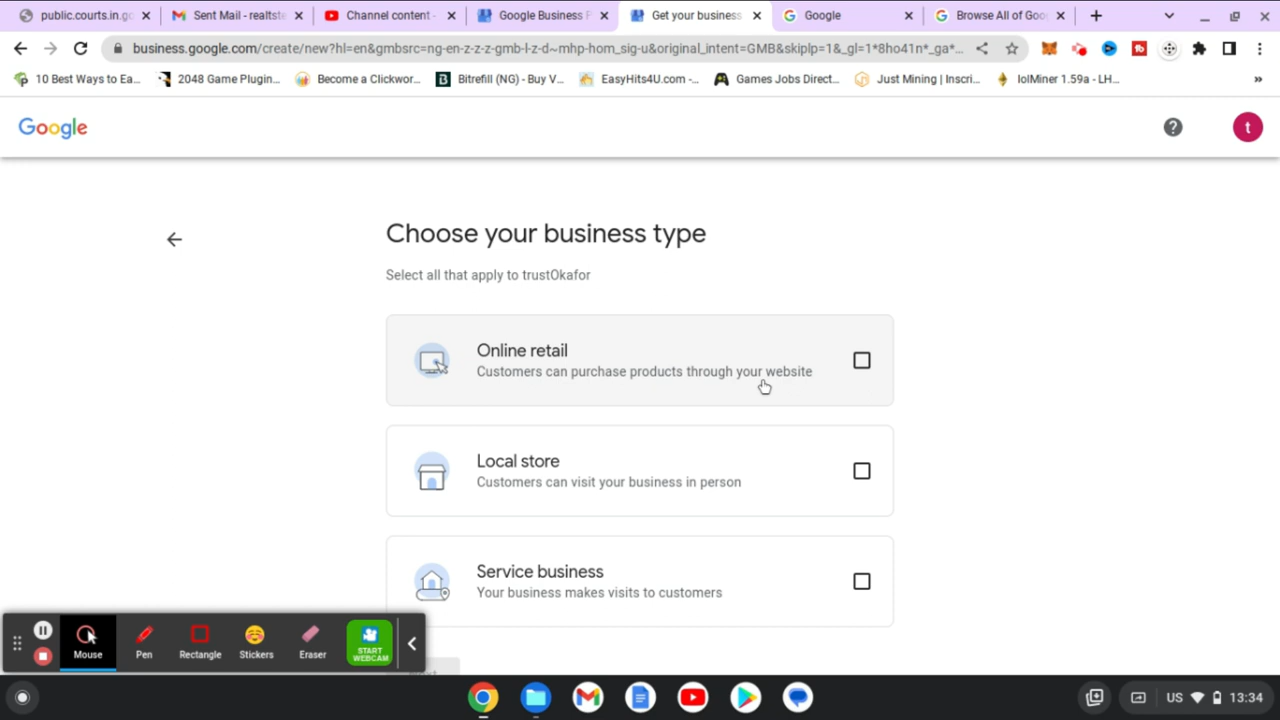 public.courts.in.gc
Sent Mail - realtste
Channel content -
Google Business P
Get your business
Google
Browse All of Goo
business.google.com/create/new?hl=en&gmbsrc=ng-en-z-z-z-gmb-l-z-d~mhp-hom_sig-u&original_intent=GMB&skiplp=1&_gl=1*8ho41n*_ga*...
10 Best Ways to Ea...
2048 Game Plugin...
Become a Clickwor...
Bitrefill (NG) - Buy V...
EasyHits4U.com -...
Games Jobs Direct...
Just Mining | Inscri...
lolMiner 1.59a - LH...
Google
t
Choose your business type
Select all that apply to trustOkafor
Online retail
Customers can purchase products through your website
Local store
Customers can visit your business in person
Service business
Your business makes visits to customers
Mouse
Pen
Rectangle
Stickers
Eraser
START
WEBCAM
US
13:34